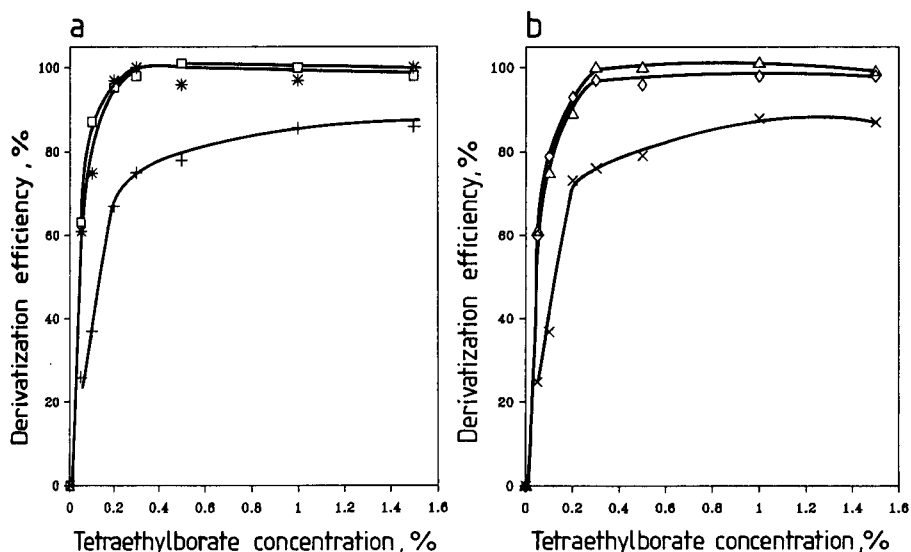 a
Derivatization efficiency, %
100
80
60
40
20
0
0 0.2 0.4 0.6 0.8 1 1.2 1.4 1.6
Tetraethylborate concentration, %
b
Derivatization efficiency, %
100
80
60
40
20
0
0 0.2 0.4 0.6 0.8 1 1.2 1.4 1.6
Tetraethylborate concentration,%